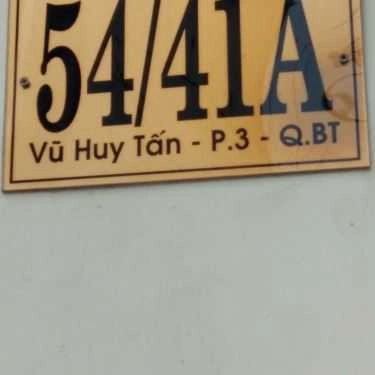 54/41A
Vũ Huy Tấn - P.3 - Q.BT